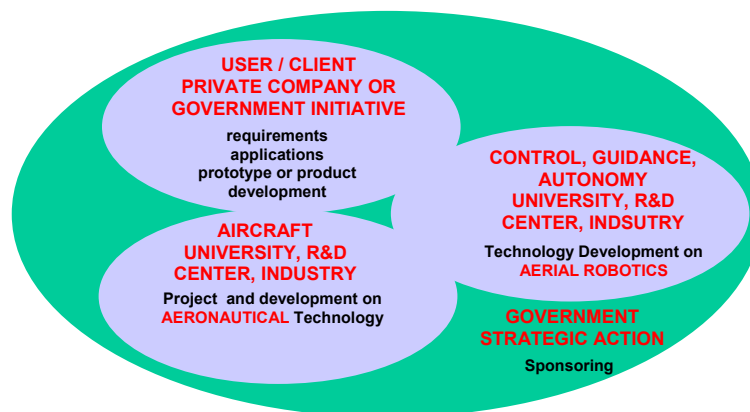 USER / CLIENT
PRIVATE COMPANY OR
GOVERNMENT INITIATIVE
requirements
applications
prototype or product
development
CONTROL, GUIDANCE,
AUTONOMY
UNIVERSITY, R&D
CENTER, INDSUTRY
Technology Development on
AERIAL ROBOTICS
AIRCRAFT
UNIVERSITY, R&D
CENTER, INDUSTRY
Project and development on
AERONAUTICAL Technology
GOVERNMENT
STRATEGIC ACTION
Sponsoring